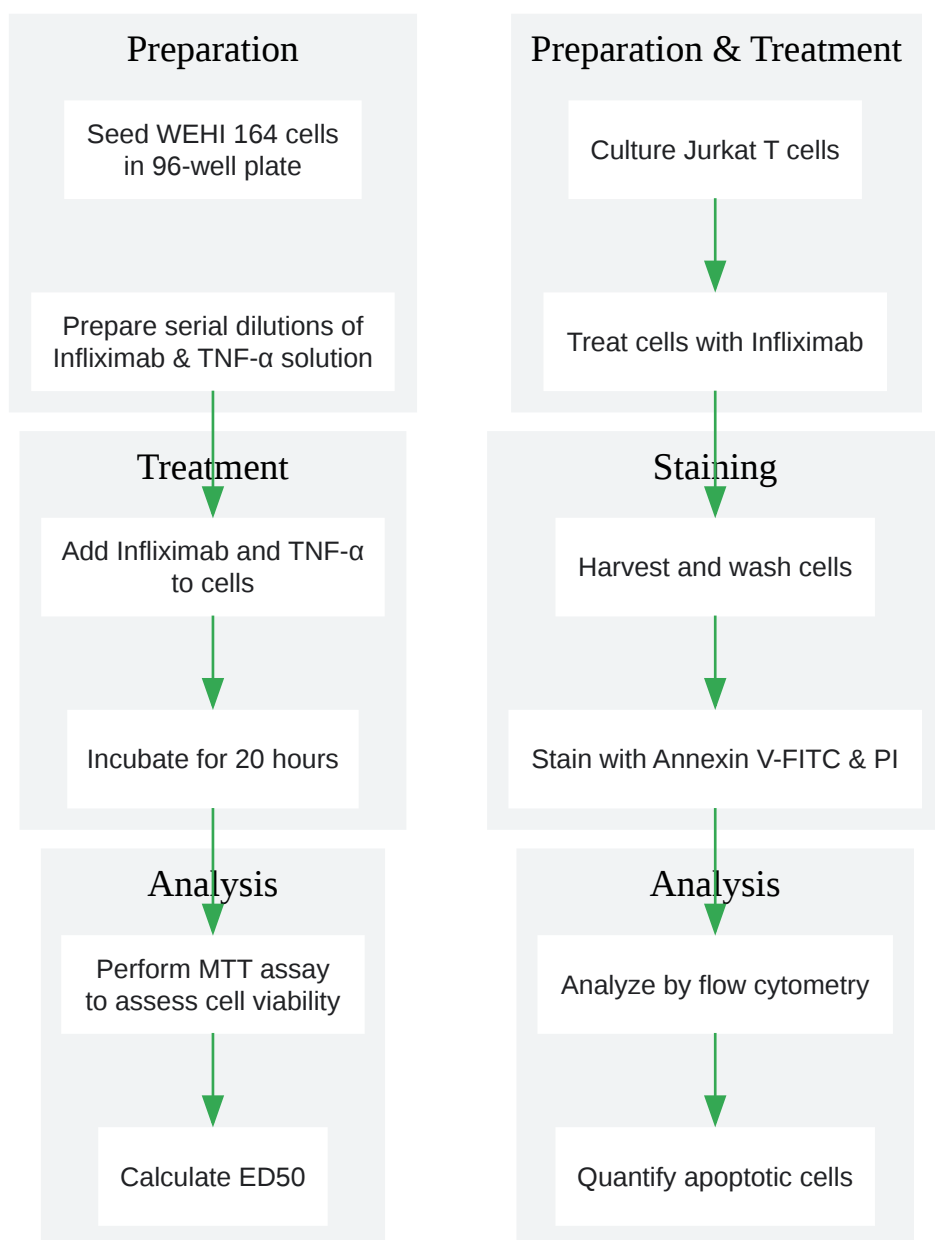 Preparation
Seed WEHI 164 cells
in 96-well plate
Prepare serial dilutions of
Infliximab & TNF-α solution
Treatment
Add Infliximab and TNF-α
to cells
Incubate for 20 hours
Analysis
Perform MTT assay
to assess cell viability
Calculate ED50
Preparation & Treatment
Culture Jurkat T cells
Treat cells with Infliximab
Staining
Harvest and wash cells
Stain with Annexin V-FITC & PI
Analysis
Analyze by flow cytometry
Quantify apoptotic cells